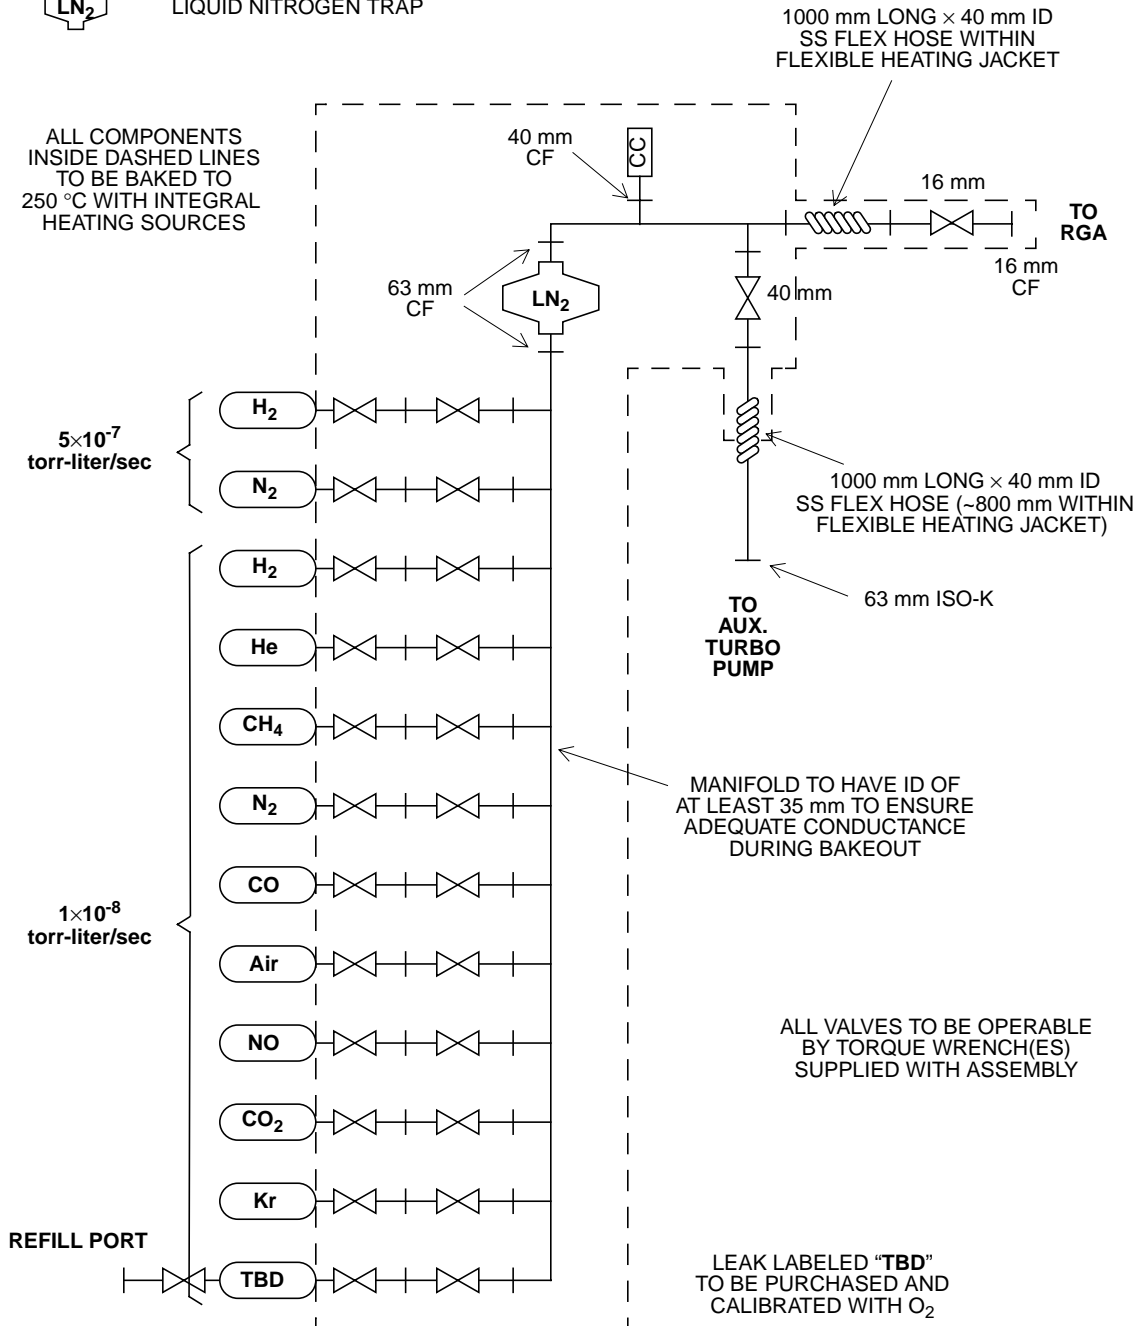 LN2
LIQUID NITROGEN TRAP
1000 mm LONG × 40 mm ID
SS FLEX HOSE WITHIN
FLEXIBLE HEATING JACKET
ALL COMPONENTS
INSIDE DASHED LINES
TO BE BAKED TO
250 °C WITH INTEGRAL
HEATING SOURCES
40 mm
CF
CC
16 mm
TO
RGA
16 mm
CF
63 mm
CF
LN2
40 mm
H2
5×10-7
torr-liter/sec
N2
1000 mm LONG × 40 mm ID
SS FLEX HOSE (~800 mm WITHIN
FLEXIBLE HEATING JACKET)
H2
63 mm ISO-K
TO
AUX.
TURBO
PUMP
He
CH4
MANIFOLD TO HAVE ID OF
AT LEAST 35 mm TO ENSURE
ADEQUATE CONDUCTANCE
DURING BAKEOUT
N2
CO
1×10-8
torr-liter/sec
Air
NO
ALL VALVES TO BE OPERABLE
BY TORQUE WRENCH(ES)
SUPPLIED WITH ASSEMBLY
CO2
Kr
REFILL PORT
TBD
LEAK LABELED “TBD”
TO BE PURCHASED AND
CALIBRATED WITH O2